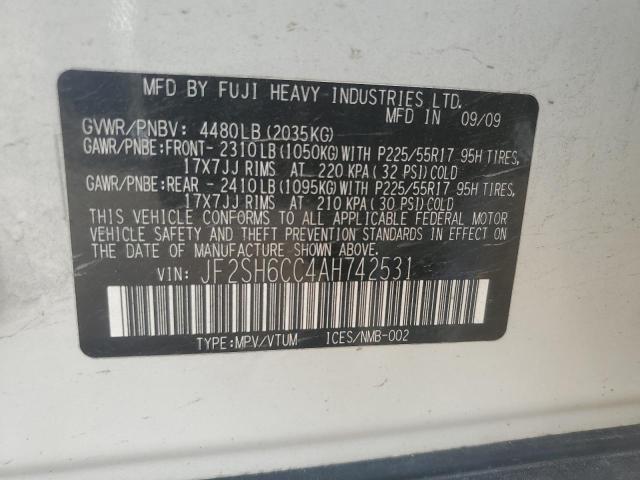 MFD BY FUJI HEAVY INDUSTRIES LTD.
MFD IN 09/09
GVWR/PNBV: 4480LB(2035KG)
GAWR/PNBE:FRONT- 2310LB(1050KG)WITH P225/55R17 95H TIRES,
17X7JJ RIMS AT 220 KPA( 32 PSI)COLD
GAWR/PNBE:REAR - 2410LB(1095KG)WITH P225/55R17 95H TIRES,
17X7JJ RIMS AT 210 KPA( 30 PSI)COLD
THIS VEHICLE CONFORMS TO ALL APPLICABLE FEDERAL MOTOR
VEHICLE SAFETY AND THEFT PREVENTION STANDARDS IN EFFECT ON
THE DATE OF MANUFACTURE SHOWN ABOVE.
VIN: JF2SH6CC4AH742531
TYPE:MPV/VTUM ICES/NMB-002